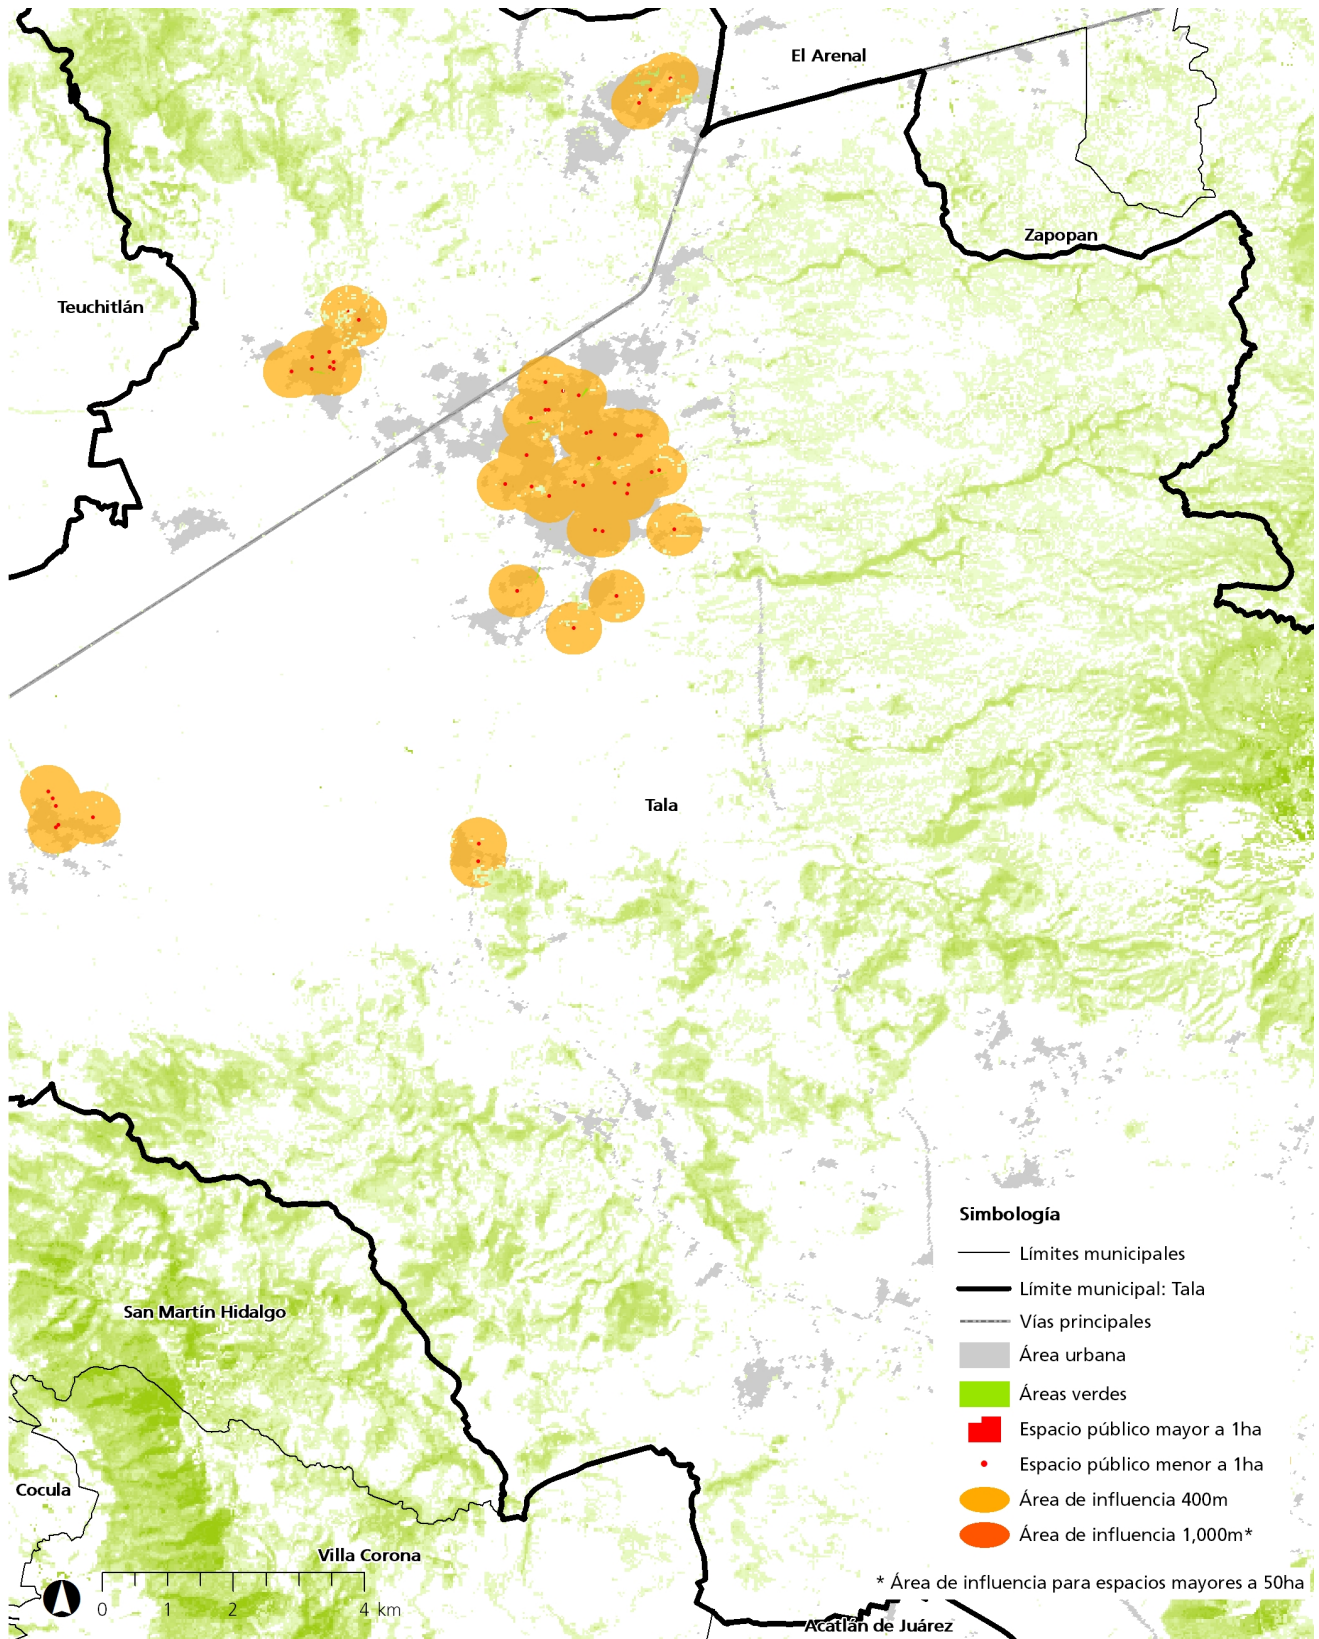 El Arenal
Zapopan
Teuchitlán
Tala
San Martín Hidalgo
Cocula
Villa Corona
Acatlán de Juárez
Simbología
Límites municipales
Límite municipal: Tala
Vías principales
Área urbana
Áreas verdes
Espacio público mayor a 1ha
Espacio público menor a 1ha
Área de influencia 400m
Área de influencia 1,000m*
* Área de influencia para espacios mayores a 50ha
0 1 2 4 km